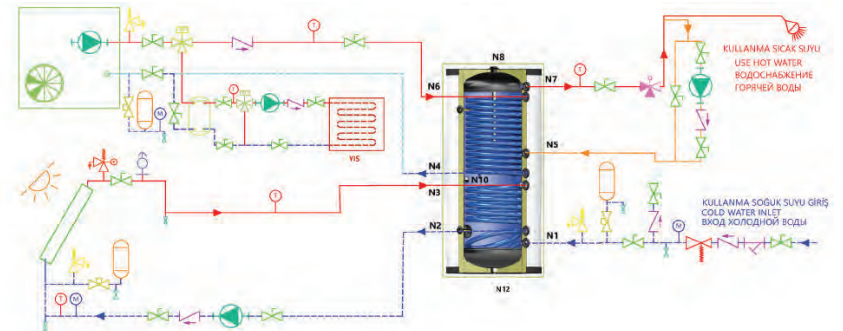 T
N8
KULLANMA SICAK SUYU
USE HOT WATER
ВОДОСНАБЖЕНИЕ
ГОРЯЧЕЙ ВОДЫ
T
N6
N7
T
M
YIS
N5
N4
N10
N3
T
KULLANMA SOĞUK SUYU GİRİŞ
COLD WATER INLET
ВХОД ХОЛОДНОЙ ВОДЫ
M
N2
N1
N12
T
M